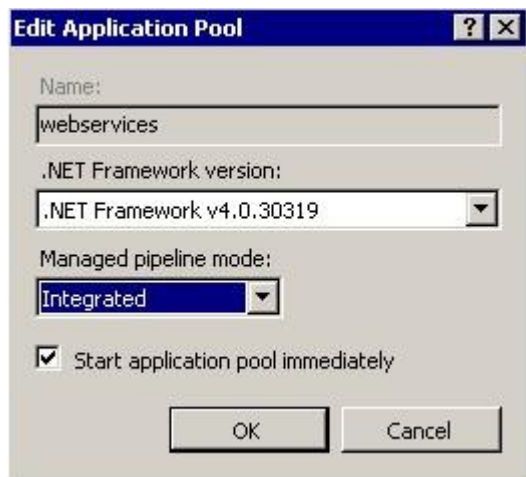 Edit Application Pool
Name:
webservices
.NET Framework version:
.NET Framework v4.0.30319
Managed pipeline mode:
Integrated
Start application pool immediately
OK Cancel